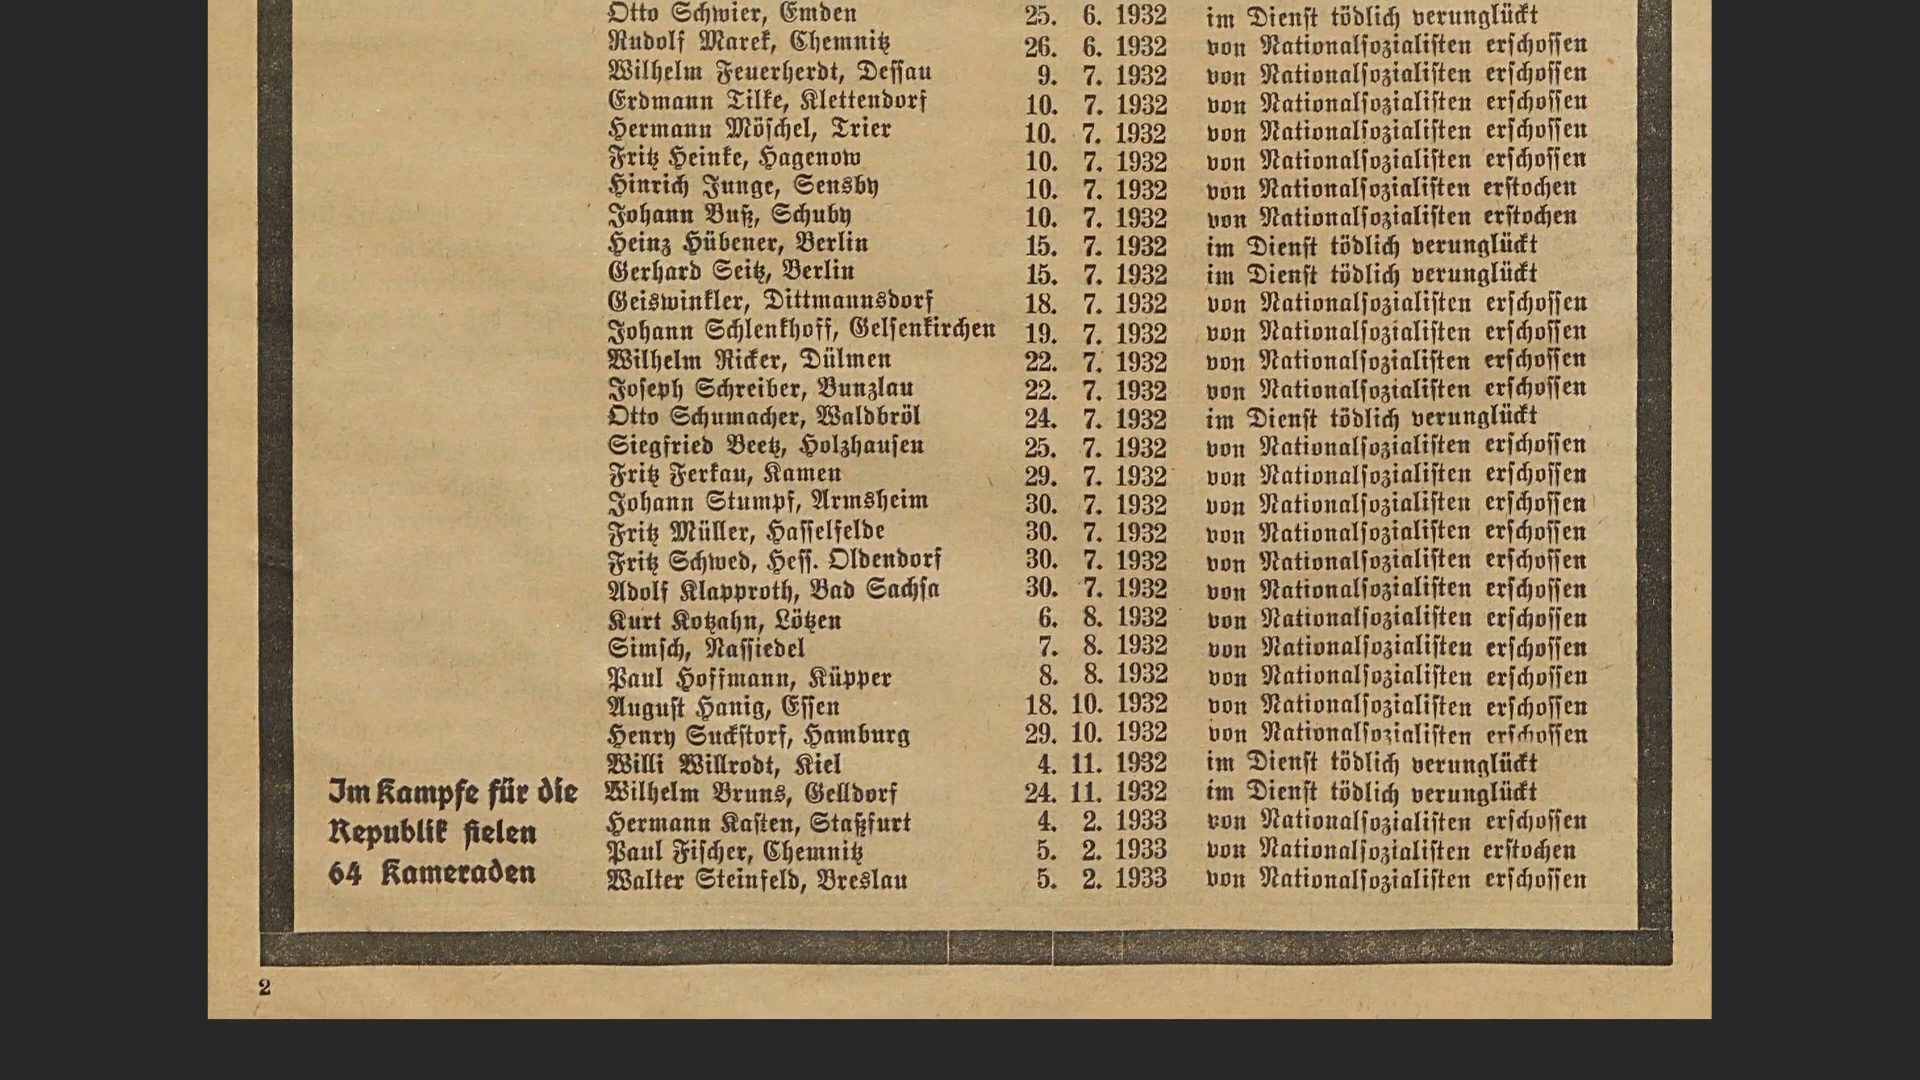 Otto Schwier, Emden 25. 6. 1932 im Dienst tödlich verunglückt
Rudolf Marek, Chemnitz 26. 6. 1932 von Nationalsozialisten erschossen
Wilhelm Feuerherdt, Dessau 9. 7. 1932 von Nationalsozialisten erschossen
Erdmann Tilke, Klettendorf 10. 7. 1932 von Nationalsozialisten erschossen
Hermann Möschel, Trier 10. 7. 1932 von Nationalsozialisten erschossen
Fritz Heinke, Hagenow 10. 7. 1932 von Nationalsozialisten erschossen
Hinrich Junge, Sensby 10. 7. 1932 von Nationalsozialisten erstochen
Johann Buß, Schuby 10. 7. 1932 von Nationalsozialisten erstochen
Heinz Hübener, Berlin 15. 7. 1932 im Dienst tödlich verunglückt
Gerhard Seitz, Berlin 15. 7. 1932 im Dienst tödlich verunglückt
Geiswinkler, Dittmannsdorf 18. 7. 1932 von Nationalsozialisten erschossen
Johann Schlenkhoff, Gelsenkirchen 19. 7. 1932 von Nationalsozialisten erschossen
Wilhelm Ricker, Dülmen 22. 7. 1932 von Nationalsozialisten erschossen
Joseph Schreiber, Bunzlau 22. 7. 1932 von Nationalsozialisten erschossen
Otto Schumacher, Waldbröl 24. 7. 1932 im Dienst tödlich verunglückt
Siegfried Beetz, Holzhausen 25. 7. 1932 von Nationalsozialisten erschossen
Fritz Ferkau, Kamen 29. 7. 1932 von Nationalsozialisten erschossen
Johann Stumpf, Armsheim 30. 7. 1932 von Nationalsozialisten erschossen
Fritz Müller, Hasselfelde 30. 7. 1932 von Nationalsozialisten erschossen
Fritz Schwed, Hess. Oldendorf 30. 7. 1932 von Nationalsozialisten erschossen
Adolf Klapproth, Bad Sachsa 30. 7. 1932 von Nationalsozialisten erschossen
Kurt Kotzahn, Lötzen 6. 8. 1932 von Nationalsozialisten erschossen
Simsch, Nassiedel 7. 8. 1932 von Nationalsozialisten erschossen
Paul Hoffmann, Küpper 8. 8. 1932 von Nationalsozialisten erschossen
August Hanig, Essen 18. 10. 1932 von Nationalsozialisten erschossen
Henry Suckstorf, Hamburg 29. 10. 1932 von Nationalsozialisten erschossen
Willi Willrodt, Kiel 4. 11. 1932 im Dienst tödlich verunglückt
Wilhelm Bruns, Gelldorf 24. 11. 1932 im Dienst tödlich verunglückt
Hermann Kasten, Staßfurt 4. 2. 1933 von Nationalsozialisten erschossen
Paul Fischer, Chemnitz 5. 2. 1933 von Nationalsozialisten erstochen
Walter Steinfeld, Breslau 5. 2. 1933 von Nationalsozialisten erschossen
Im Kampfe für die
Republik fielen
64 Kameraden
2